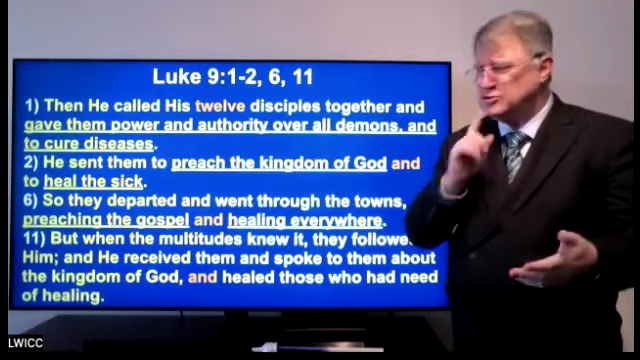 Luke 9:1-2, 6, 11
1) Then He called His twelve disciples together and
gave them power and authority over all demons, and
to cure diseases.
2) He sent them to preach the kingdom of God and
to heal the sick.
6) So they departed and went through the towns,
preaching the gospel and healing everywhere.
11) But when the multitudes knew it, they followe
Him; and He received them and spoke to them about
the kingdom of God, and healed those who had need
of healing.
LWICC